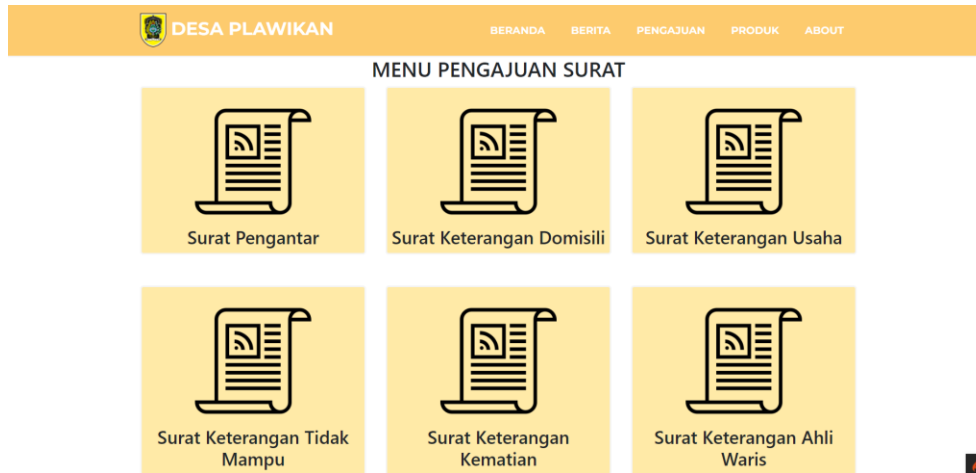 DESA PLAWIKAN
BERANDA BERITA PENGAJUAN PRODUK ABOUT
MENU PENGAJUAN SURAT
Surat Pengantar
Surat Keterangan Domisili
Surat Keterangan Usaha
Surat Keterangan Tidak
Mampu
Surat Keterangan
Kematian
Surat Keterangan Ahli
Waris